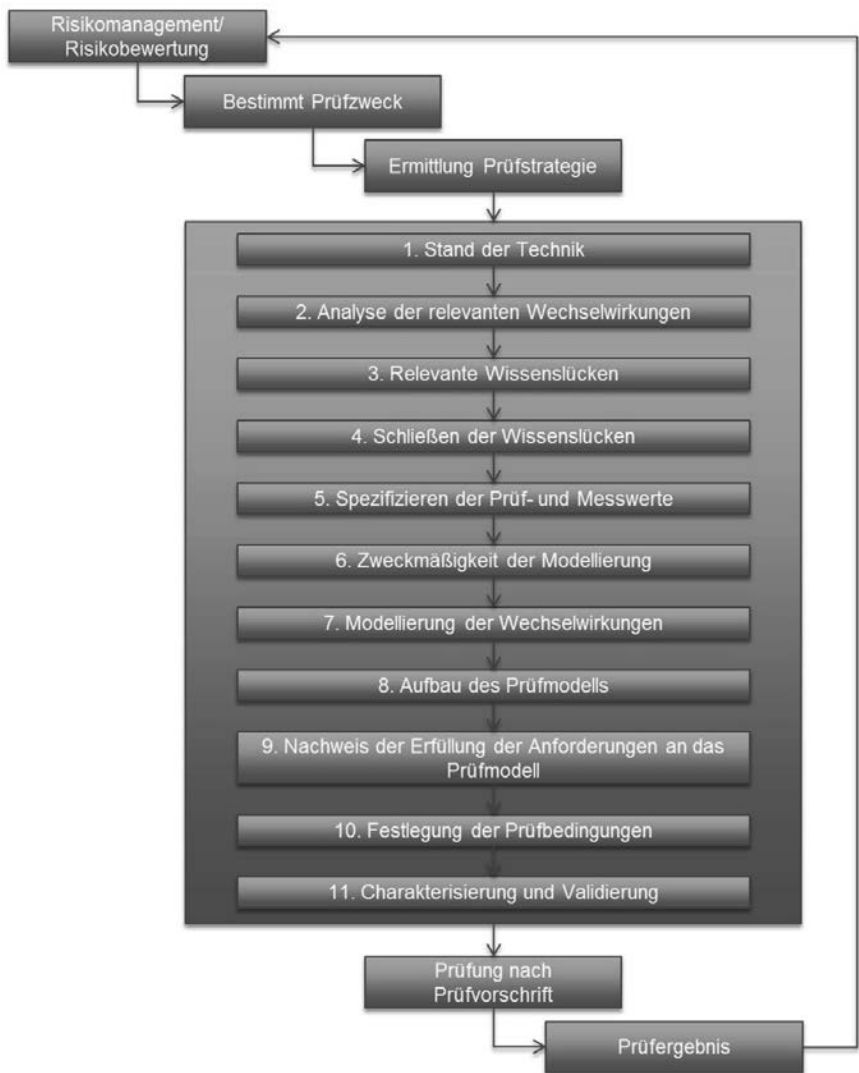 Risikomanagement/
Risikobewertung
Bestimmt Prüfzweck
Ermittlung Prüfstrategie
1. Stand der Technik
2. Analyse der relevanten Wechselwirkungen
3. Relevante Wissenslücken
4. Schließen der Wissenslücken
5. Spezifizieren der Prüf- und Messwerte
6. Zweckmäßigkeit der Modellierung
7. Modellierung der Wechselwirkungen
8. Aufbau des Prüfmodells
9. Nachweis der Erfüllung der Anforderungen an das
Prüfmodell
10. Festlegung der Prüfbedingungen
11. Charakterisierung und Validierung
Prüfung nach
Prüfvorschrift
Prüfergebnis